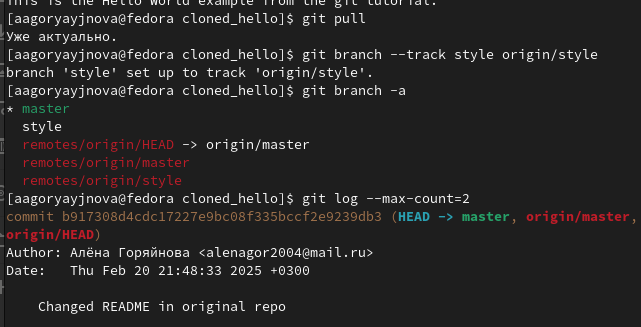 This is the Hello World example from the git tutorial.
[aagoryayjnova@fedora cloned_hello]$ git pull
Уже актуально.
[aagoryayjnova@fedora cloned_hello]$ git branch --track style origin/style
branch 'style' set up to track 'origin/style'.
[aagoryayjnova@fedora cloned_hello]$ git branch -a
* master
  style
  remotes/origin/HEAD -> origin/master
  remotes/origin/master
  remotes/origin/style
[aagoryayjnova@fedora cloned_hello]$ git log --max-count=2
commit b917308d4cdc17227e9bc08f335bccf2e9239db3 (HEAD -> master, origin/master,
origin/HEAD)
Author: Алёна Горяйнова <alenagor2004@mail.ru>
Date:   Thu Feb 20 21:48:33 2025 +0300
    Changed README in original repo